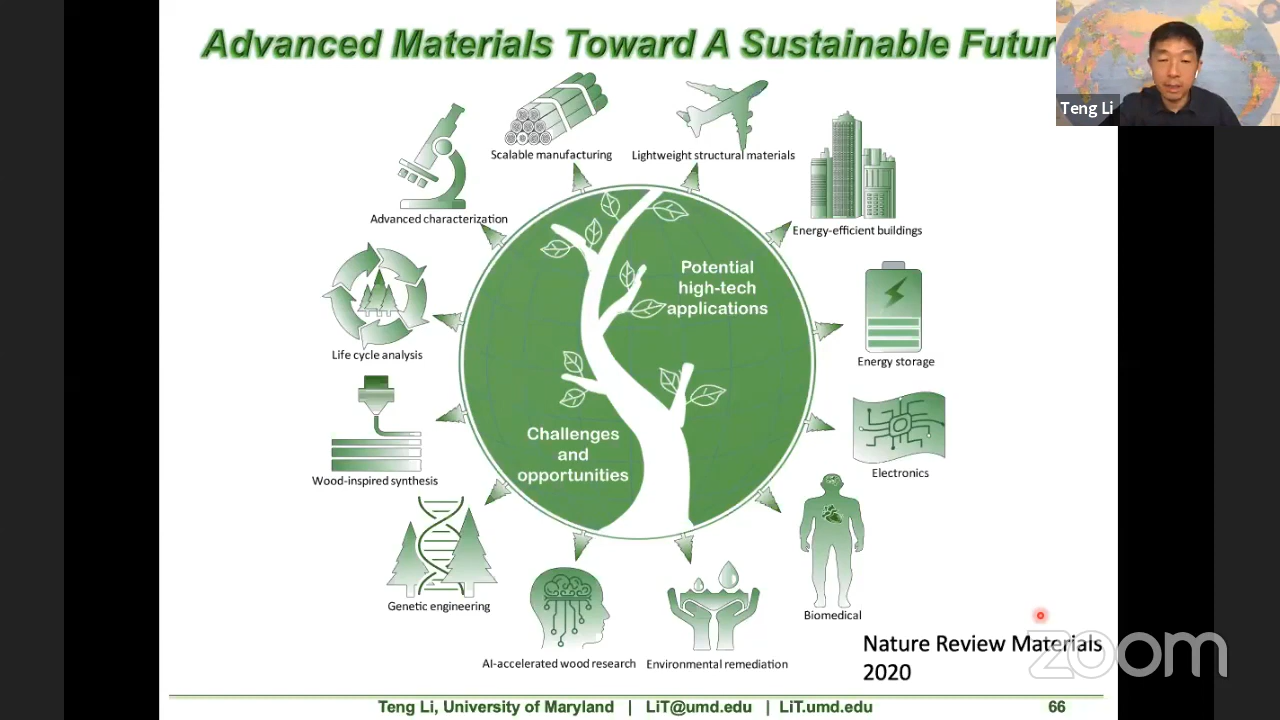 Advanced Materials Toward A Sustainable Futur
Teng Li
Scalable manufacturing
Lightweight structural materials
Advanced characterization
Energy-efficient buildings
Potential
high-tech
applications
Life cycle analysis
Energy storage
Challenges
and
opportunities
Wood-inspired synthesis
Electronics
Genetic engineering
Biomedical
AI-accelerated wood research
Environmental remediation
Nature Review Materials
2020
zoom
Teng Li, University of Maryland | LiT@umd.edu | LiT.umd.edu
66